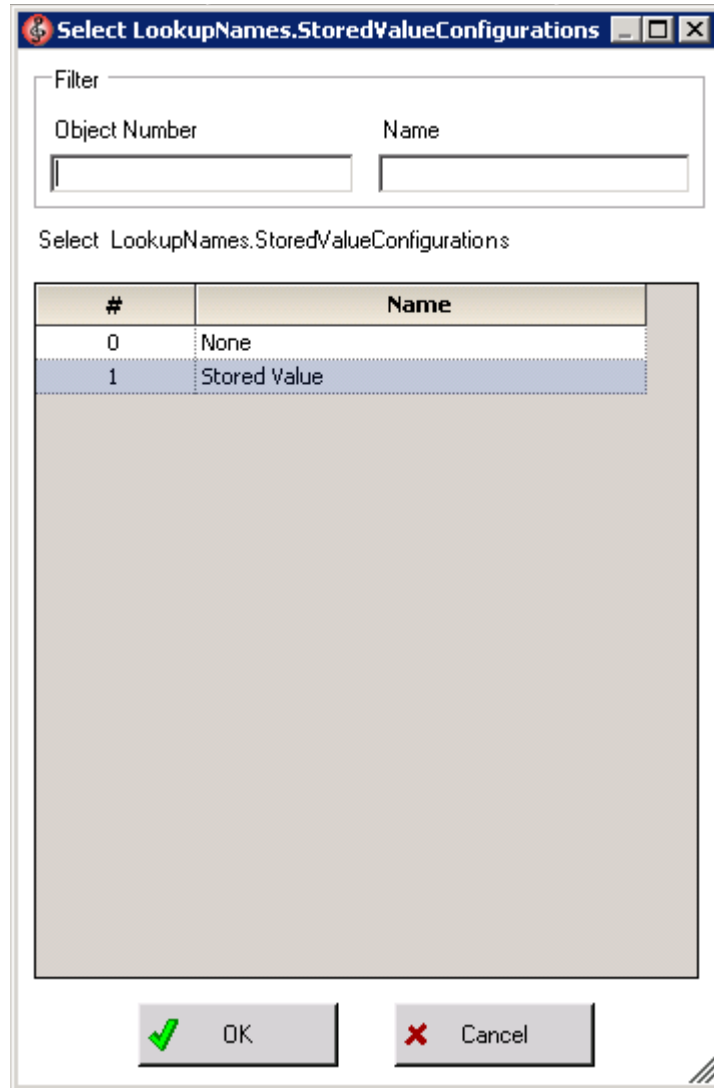 Select LookupNames.StoredValueConfigurations
Filter
Object Number Name
Select LookupNames.StoredValueConfigurations
# Name
0 None
1 Stored Value
OK Cancel